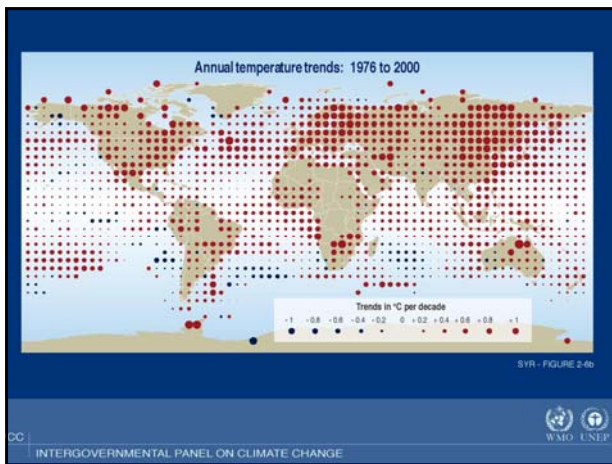 Annual temperature trends: 1976 to 2000
Trends in °C per decade
- 1 - 0.8 - 0.6 - 0.4 - 0.2 0 + 0.2 + 0.4 + 0.6 + 0.8 + 1
SYR - FIGURE 2-6b
CC
WMO UNEP
INTERGOVERNMENTAL PANEL ON CLIMATE CHANGE